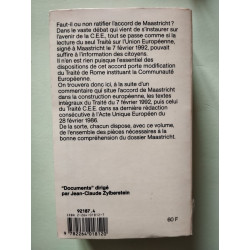 Faut-il ou non ratifier l'accord de Maastricht ?
Dans le vaste débat qui vient de s'instaurer sur
l'avenir de la C.E.E., tout se passe comme si la
lecture du seul Traité sur l'Union Européenne,
signé à Maastricht le 7 février 1992, pouvait
suffire à l'information des citoyens.
Il n'est rien puisque l'essentiel des
dispositions de cet accord porte modification
du Traité de Rome instituant la Communauté
Européenne.
On trouvera donc ici, à la suite d'un
commentaire qui situe l'accord de Maastricht
dans la construction européenne, les textes
intégraux du Traité du 7 février 1992, puis celui
du Traité C.E.E. dans sa dernière rédaction
consécutive à l'Acte Unique Européen du
28 février 1986.
De la sorte, chacun dispose, avec ce volume,
de l'ensemble des pièces nécessaires à la
bonne compréhension du dossier Maastricht.
"Documents" dirigé
par Jean-Claude Zylberstein
92187.4
60 F